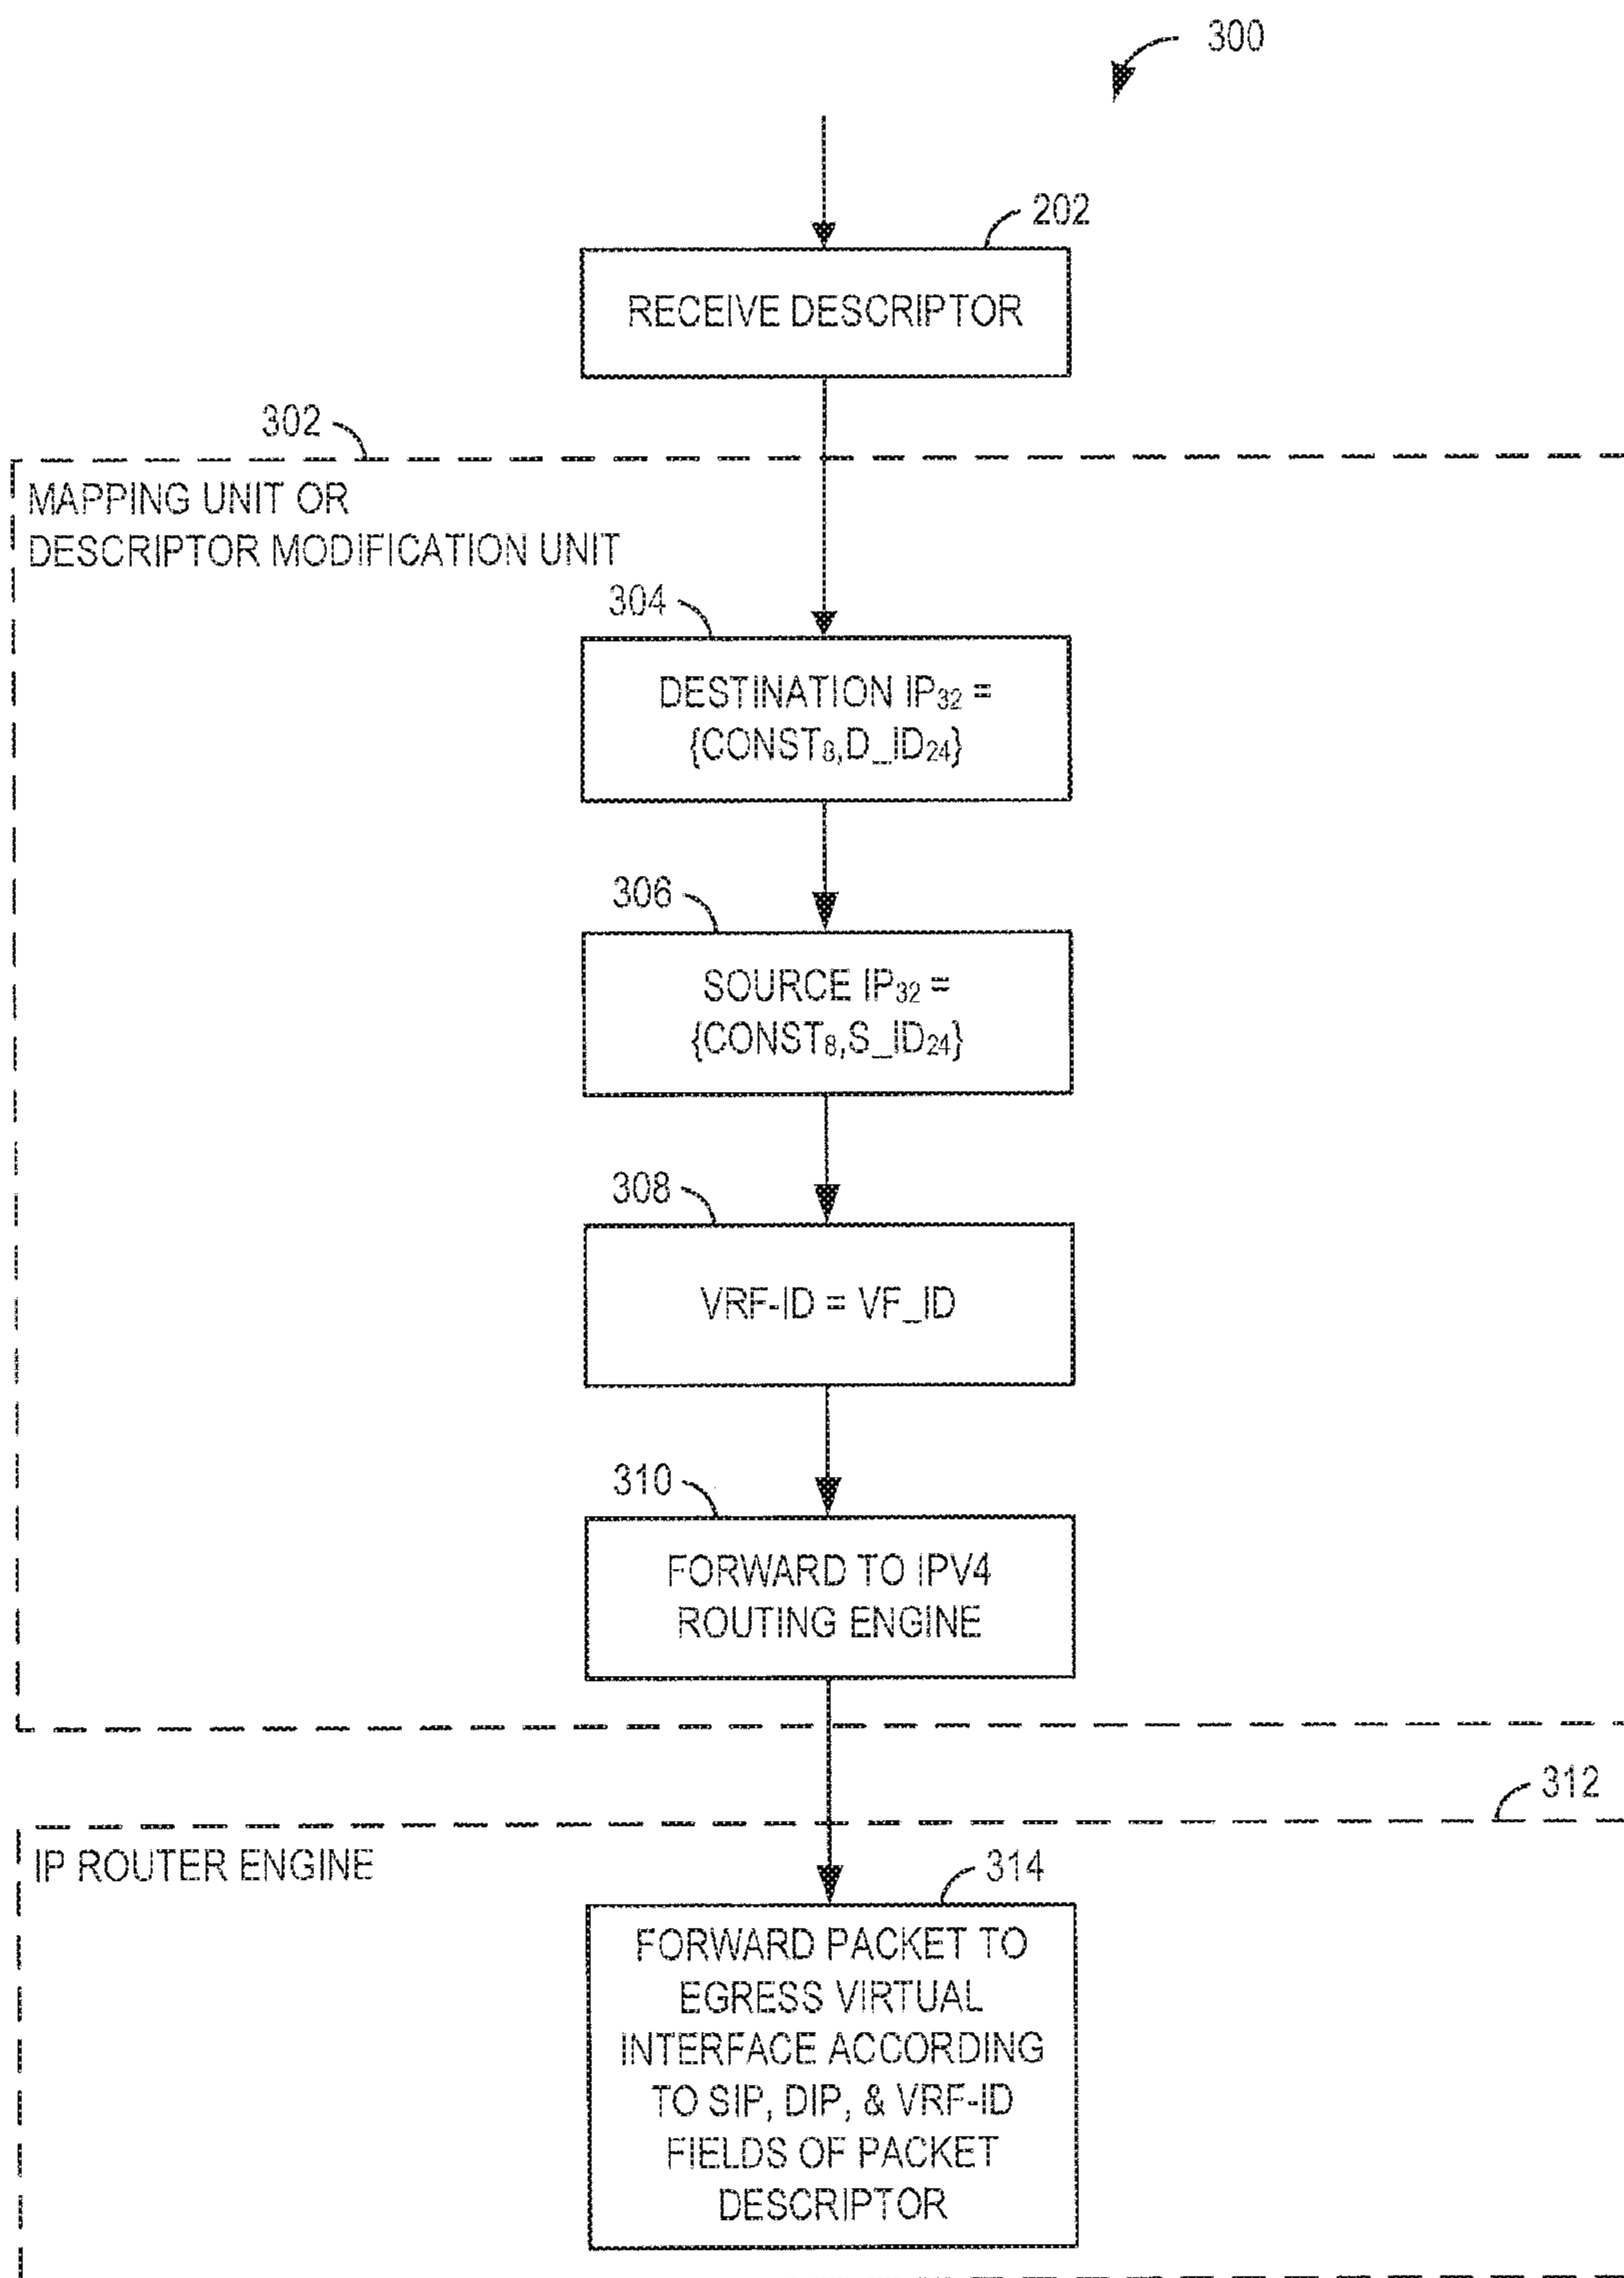 300
202
RECEIVE DESCRIPTOR
302
MAPPING UNIT OR
DESCRIPTOR MODIFICATION UNIT
304
DESTINATION IP32 =
{CONST8,D_ID24}
306
SOURCE IP32 =
{CONST8,S_ID24}
308
VRF-ID = VF_ID
310
FORWARD TO IPV4
ROUTING ENGINE
312
IP ROUTER ENGINE
314
FORWARD PACKET TO
EGRESS VIRTUAL
INTERFACE ACCORDING
TO SIP, DIP, & VRF-ID
FIELDS OF PACKET
DESCRIPTOR